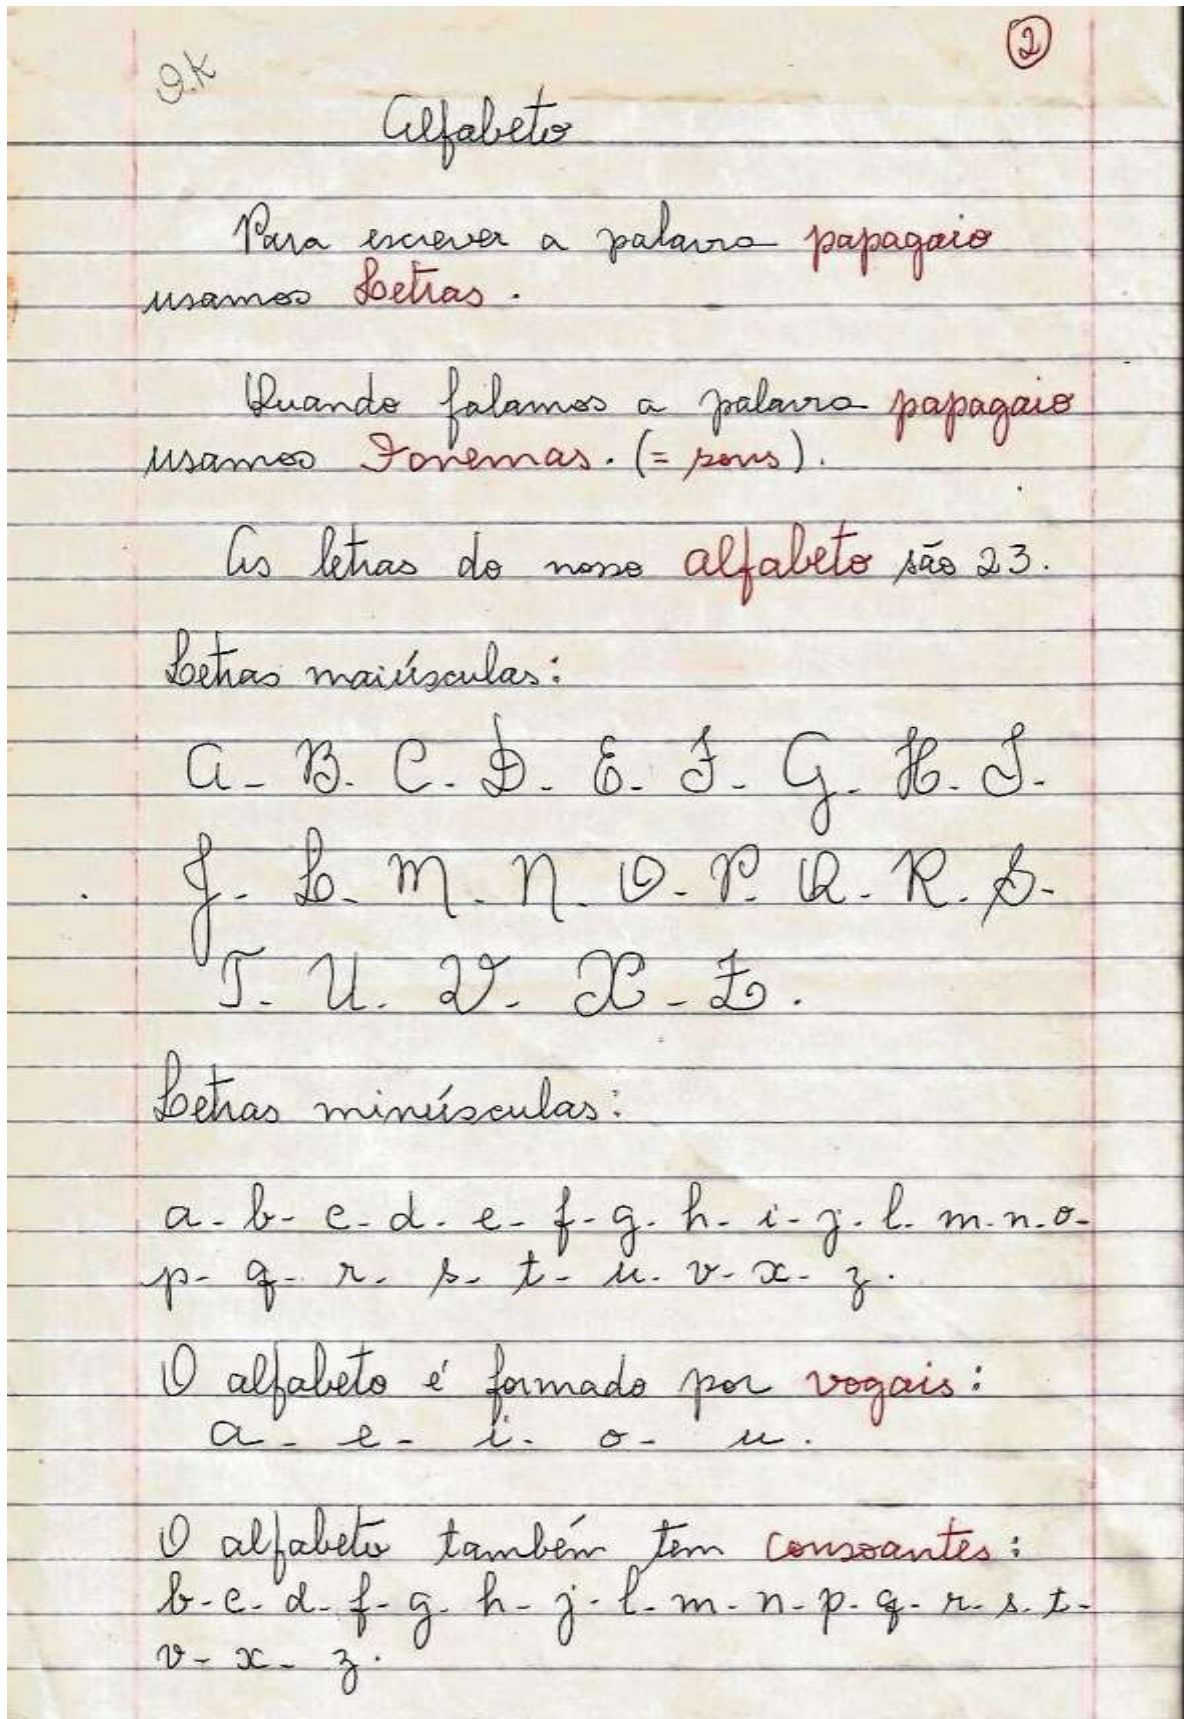 2
O.K
Alfabeto
Para escrever a palavra papagaio
usamos Letras.
Quando falamos a palavra papagaio
usamos Fonemas. (= sons).
As letras do nosso alfabeto são 23.
Letras maiúsculas:
A - B - C - D - E - F - G - H - I -
J - L - M - N - O - P - Q - R - S -
T - U - V - X - Z.
Letras minúsculas:
a - b - c - d - e - f - g - h - i - j - l - m - n - o -
p - q - r - s - t - u - v - x - z.
O alfabeto é formado por vogais:
a - e - i - o - u.
O alfabeto também tem consoantes:
b - c - d - f - g - h - j - l - m - n - p - q - r - s - t -
v - x - z.